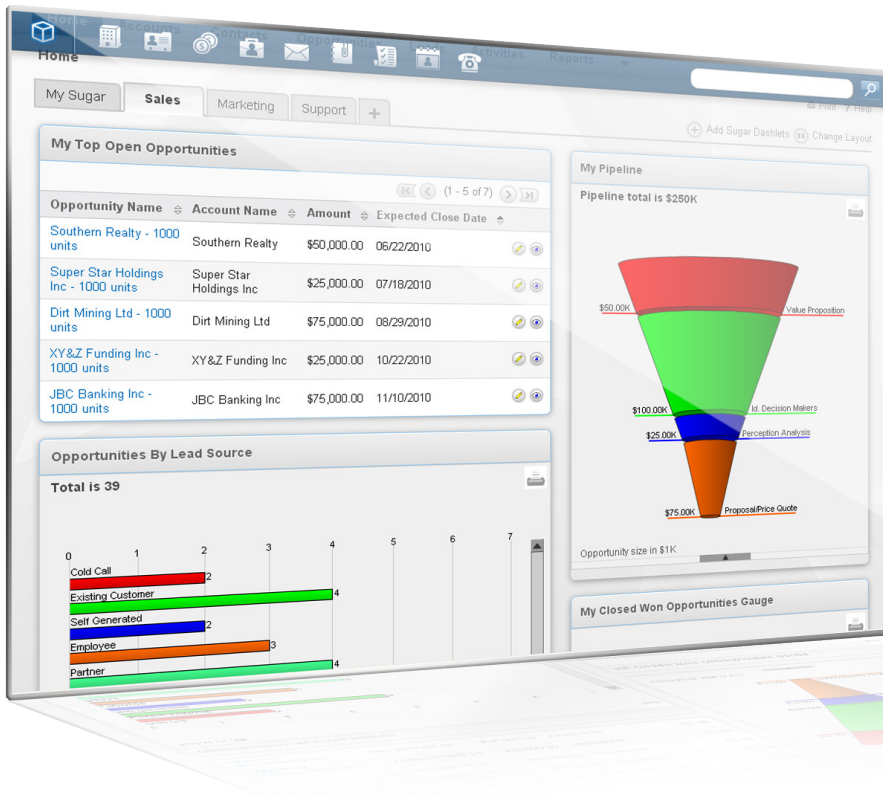 Home Accounts Contacts Opportunities Leads Activities Reports
Home
My Sugar Sales Marketing Support +
Print ? Help
Add Sugar Dashlets Change Layout
My Top Open Opportunities
(1 - 5 of 7)
Opportunity Name Account Name Amount Expected Close Date
Southern Realty - 1000
units
Southern Realty $50,000.00 06/22/2010
Super Star Holdings
Inc - 1000 units
Super Star
Holdings Inc
$25,000.00 07/18/2010
Dirt Mining Ltd - 1000
units
Dirt Mining Ltd $75,000.00 08/29/2010
XY&Z Funding Inc -
1000 units
XY&Z Funding Inc $25,000.00 10/22/2010
JBC Banking Inc -
1000 units
JBC Banking Inc $75,000.00 11/10/2010
My Pipeline
Pipeline total is $250K
$50.00K Value Proposition
$100.00K Id. Decision Makers
$25.00K Perception Analysis
$75.00K Proposal/Price Quote
Opportunity size in $1K
Opportunities By Lead Source
Total is 39
0 1 2 3 4 5 6 7
Cold Call
2
Existing Customer
4
Self Generated
2
Employee
3
Partner
4
My Closed Won Opportunities Gauge